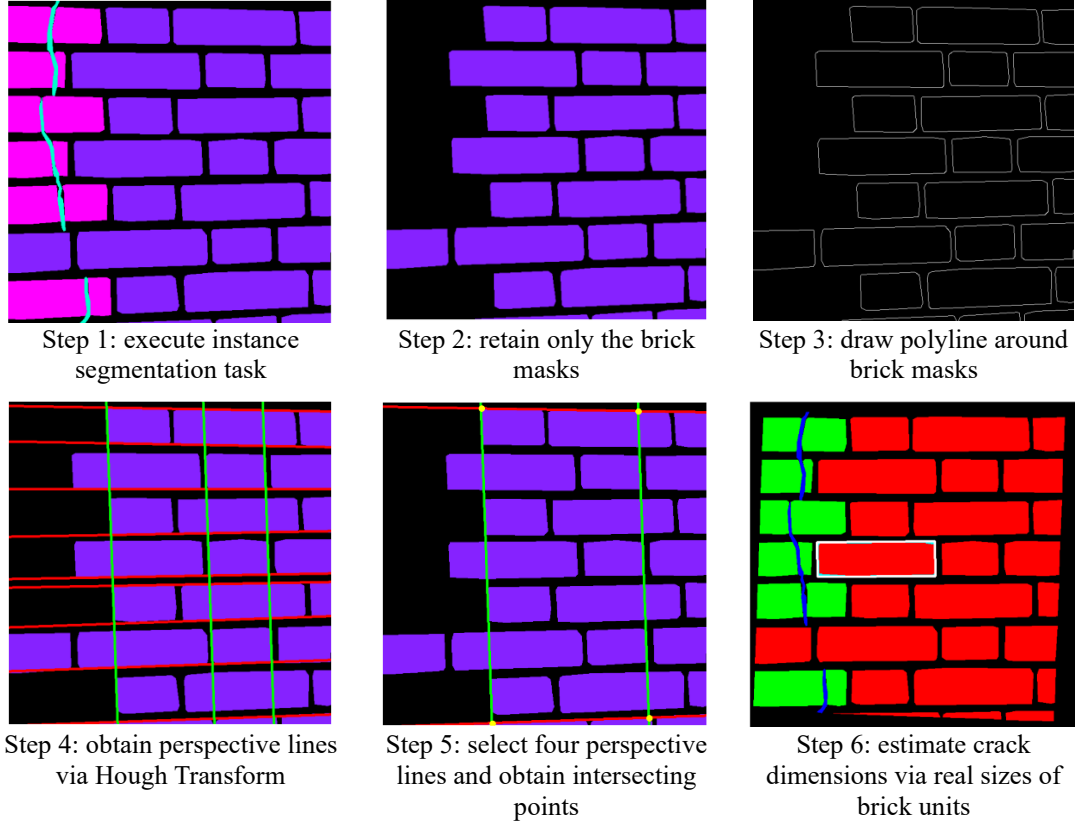 Step 1: execute instance
segmentation task
Step 2: retain only the brick
masks
Step 3: draw polyline around
brick masks
Step 4: obtain perspective lines
via Hough Transform
Step 5: select four perspective
lines and obtain intersecting
points
Step 6: estimate crack
dimensions via real sizes of
brick units